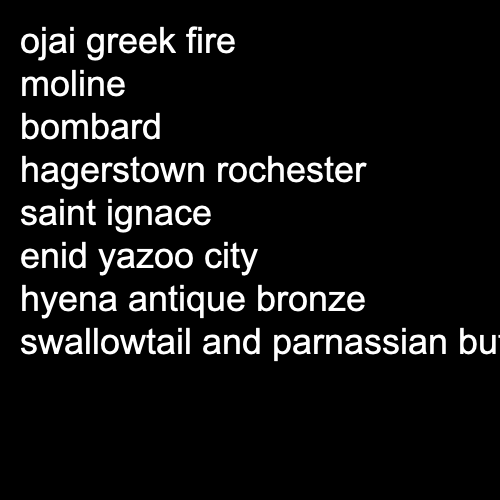 ojai greek fire
moline
bombard
hagerstown rochester
saint ignace
enid yazoo city
hyena antique bronze
swallowtail and parnassian